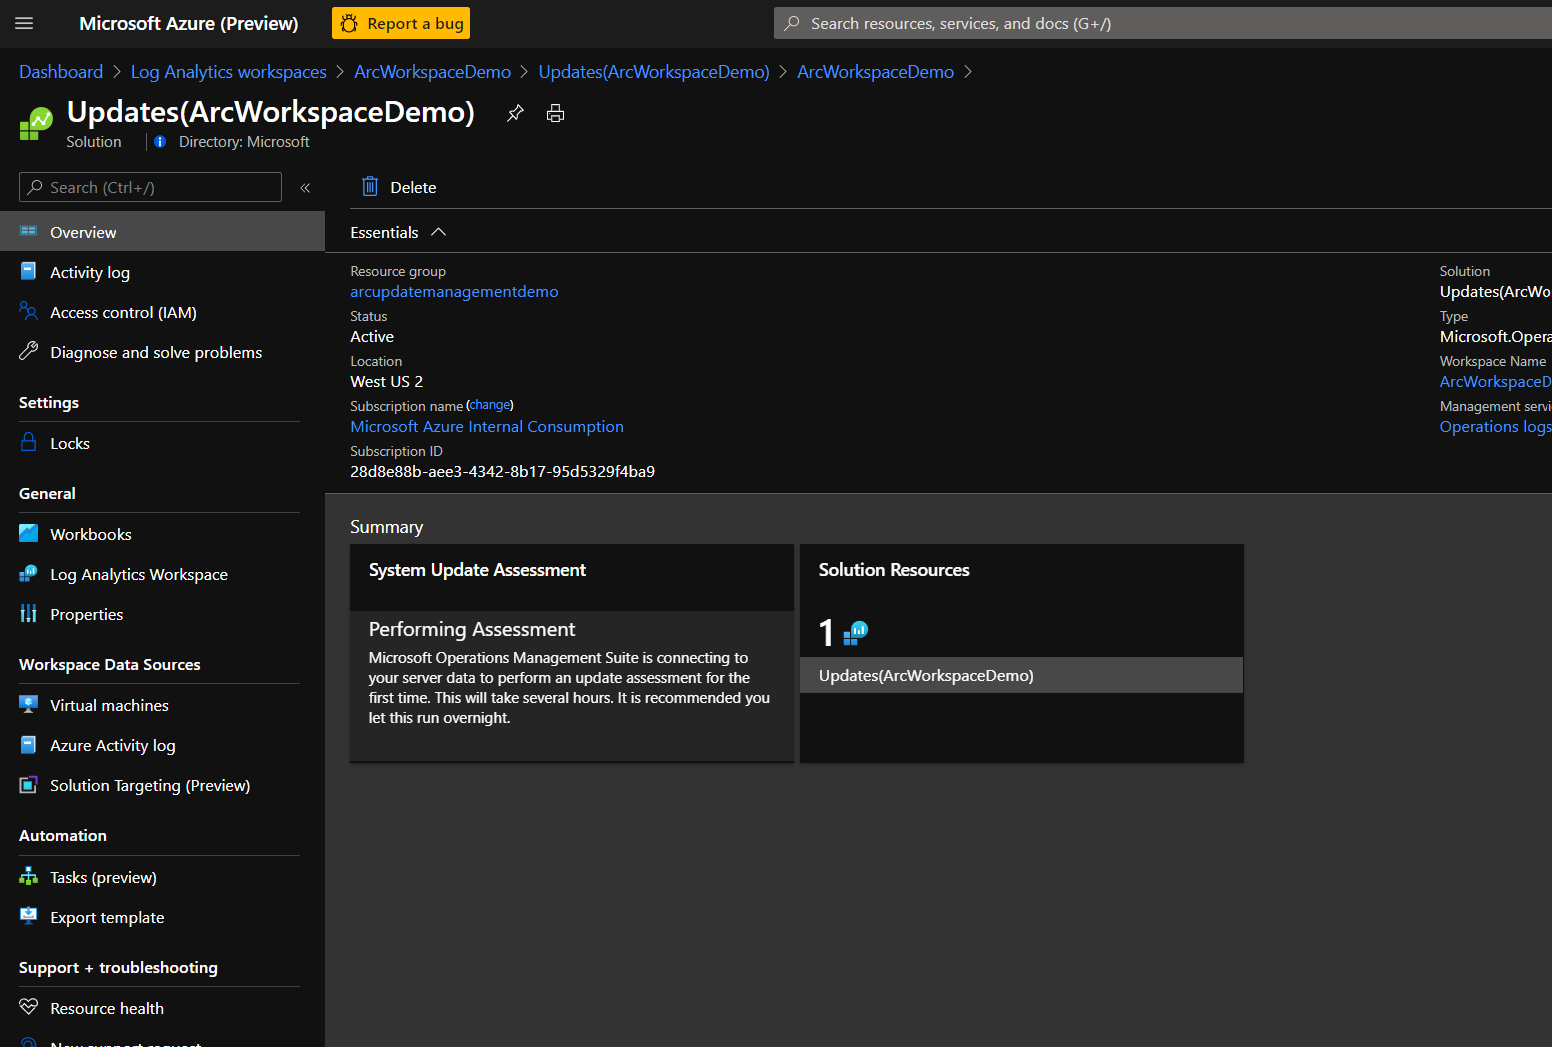 Microsoft Azure (Preview)
Report a bug
Search resources, services, and docs (G+/)
Dashboard > Log Analytics workspaces > ArcWorkspaceDemo > Updates(ArcWorkspaceDemo) > ArcWorkspaceDemo >
Updates(ArcWorkspaceDemo)
Solution
Directory: Microsoft
Search (Ctrl+/)
«
Overview
Activity log
Access control (IAM)
Diagnose and solve problems
Settings
Locks
General
Workbooks
Log Analytics Workspace
Properties
Workspace Data Sources
Virtual machines
Azure Activity log
Solution Targeting (Preview)
Automation
Tasks (preview)
Export template
Support + troubleshooting
Resource health
New support request
Delete
Essentials
Resource group
arcupdatemanagementdemo
Status
Active
Location
West US 2
Subscription name (change)
Microsoft Azure Internal Consumption
Subscription ID
28d8e88b-aee3-4342-8b17-95d5329f4ba9
Solution
Updates(ArcWo
Type
Microsoft.Opera
Workspace Name
ArcWorkspaceD
Management servi
Operations logs
Summary
System Update Assessment
Performing Assessment
Microsoft Operations Management Suite is connecting to
your server data to perform an update assessment for the
first time. This will take several hours. It is recommended you
let this run overnight.
Solution Resources
1
Updates(ArcWorkspaceDemo)